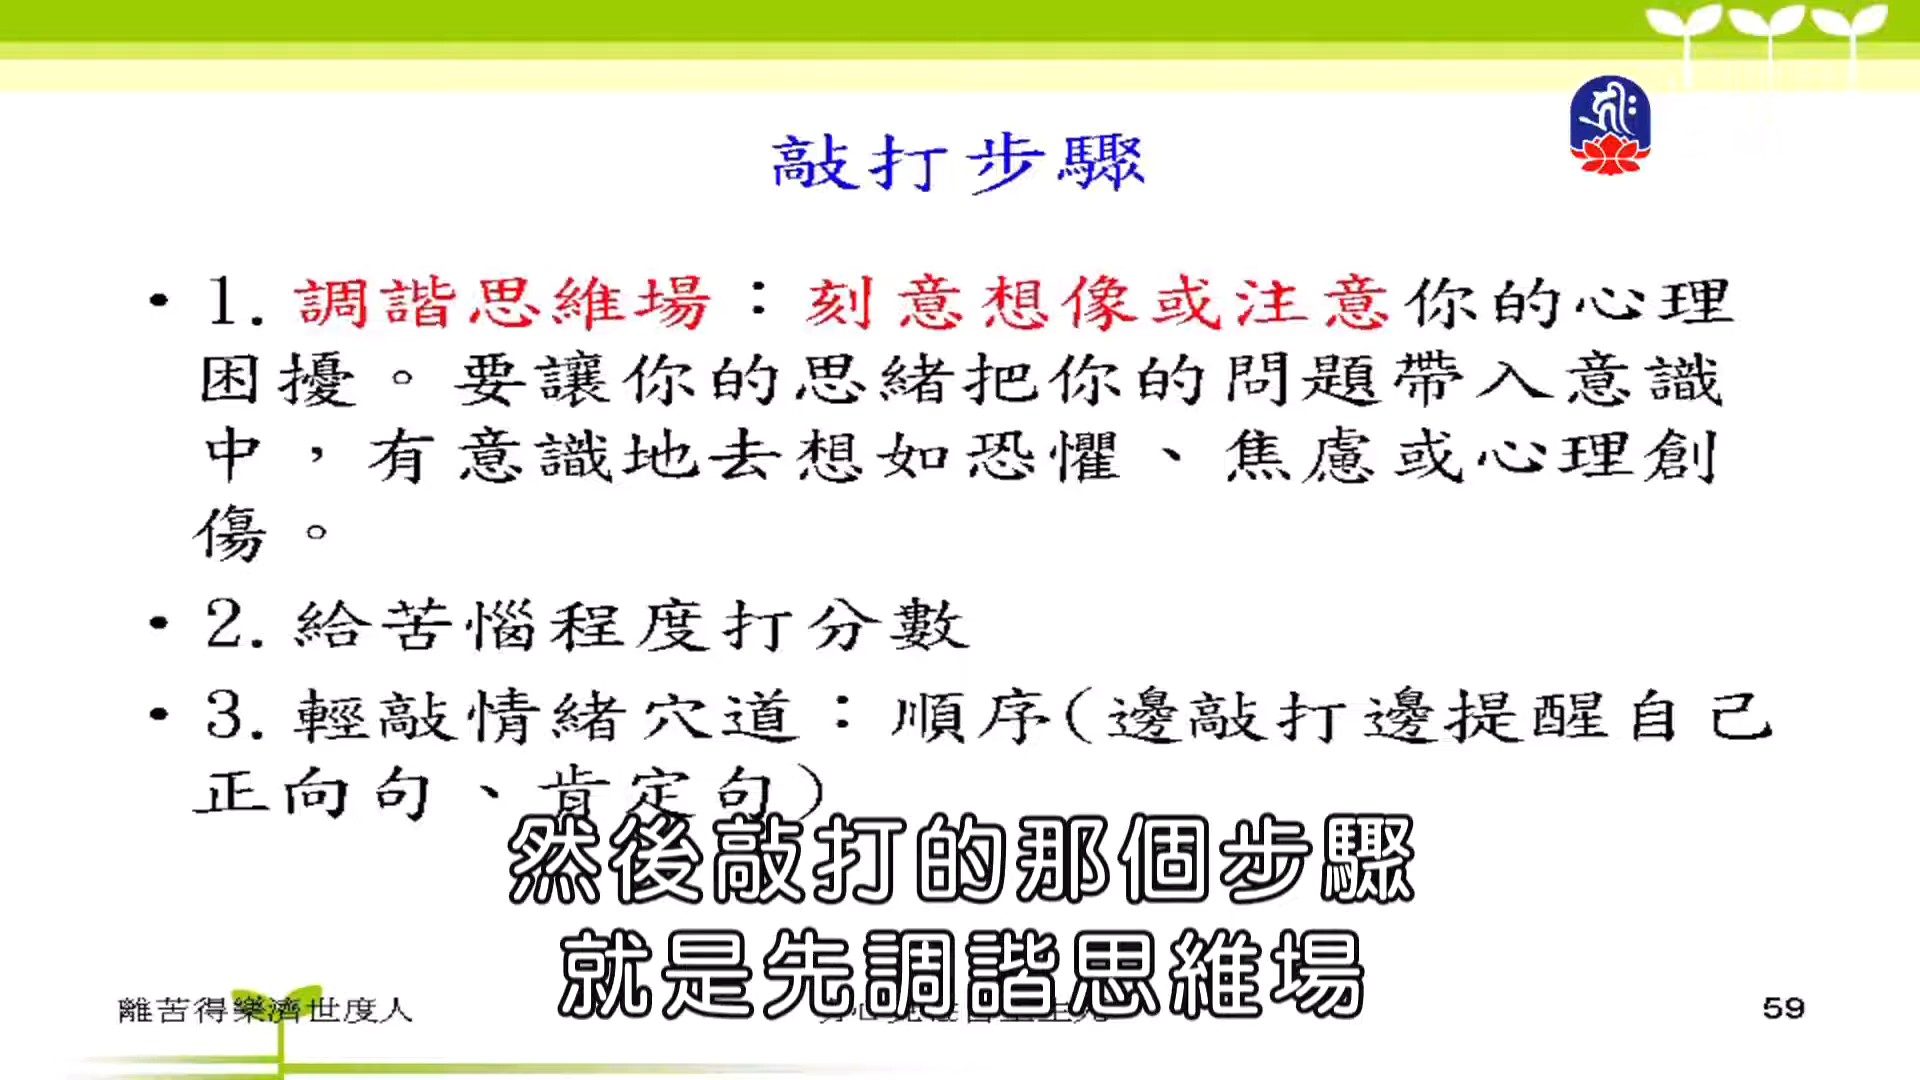 敲打步驟
• 1. 調諧思維場：刻意想像或注意你的心理
困擾。要讓你的思緒把你的問題帶入意識
中，有意識地去想如恐懼、焦慮或心理創
傷。
• 2. 給苦惱程度打分數
• 3. 輕敲情緒穴道：順序(邊敲打邊提醒自己
正向句、肯定句)
然後敲打的那個步驟
就是先調諧思維場
離苦得樂濟世度人
59